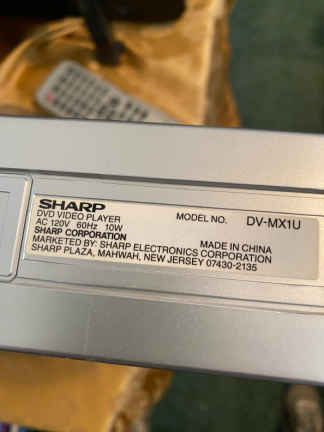 SHARP
DVD VIDEO PLAYER MODEL NO. DV-MX1U
AC 120V 60Hz 10W
SHARP CORPORATION MADE IN CHINA
MARKETED BY: SHARP ELECTRONICS CORPORATION
SHARP PLAZA, MAHWAH, NEW JERSEY 07430-2135